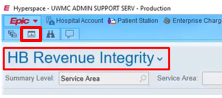 Hyperspace - UWMC ADMIN SUPPORT SERV - Production
Epic Hospital Account Patient Station Enterprise Charge
HB Revenue Integrity
Summary Level: Service Area Service Area: